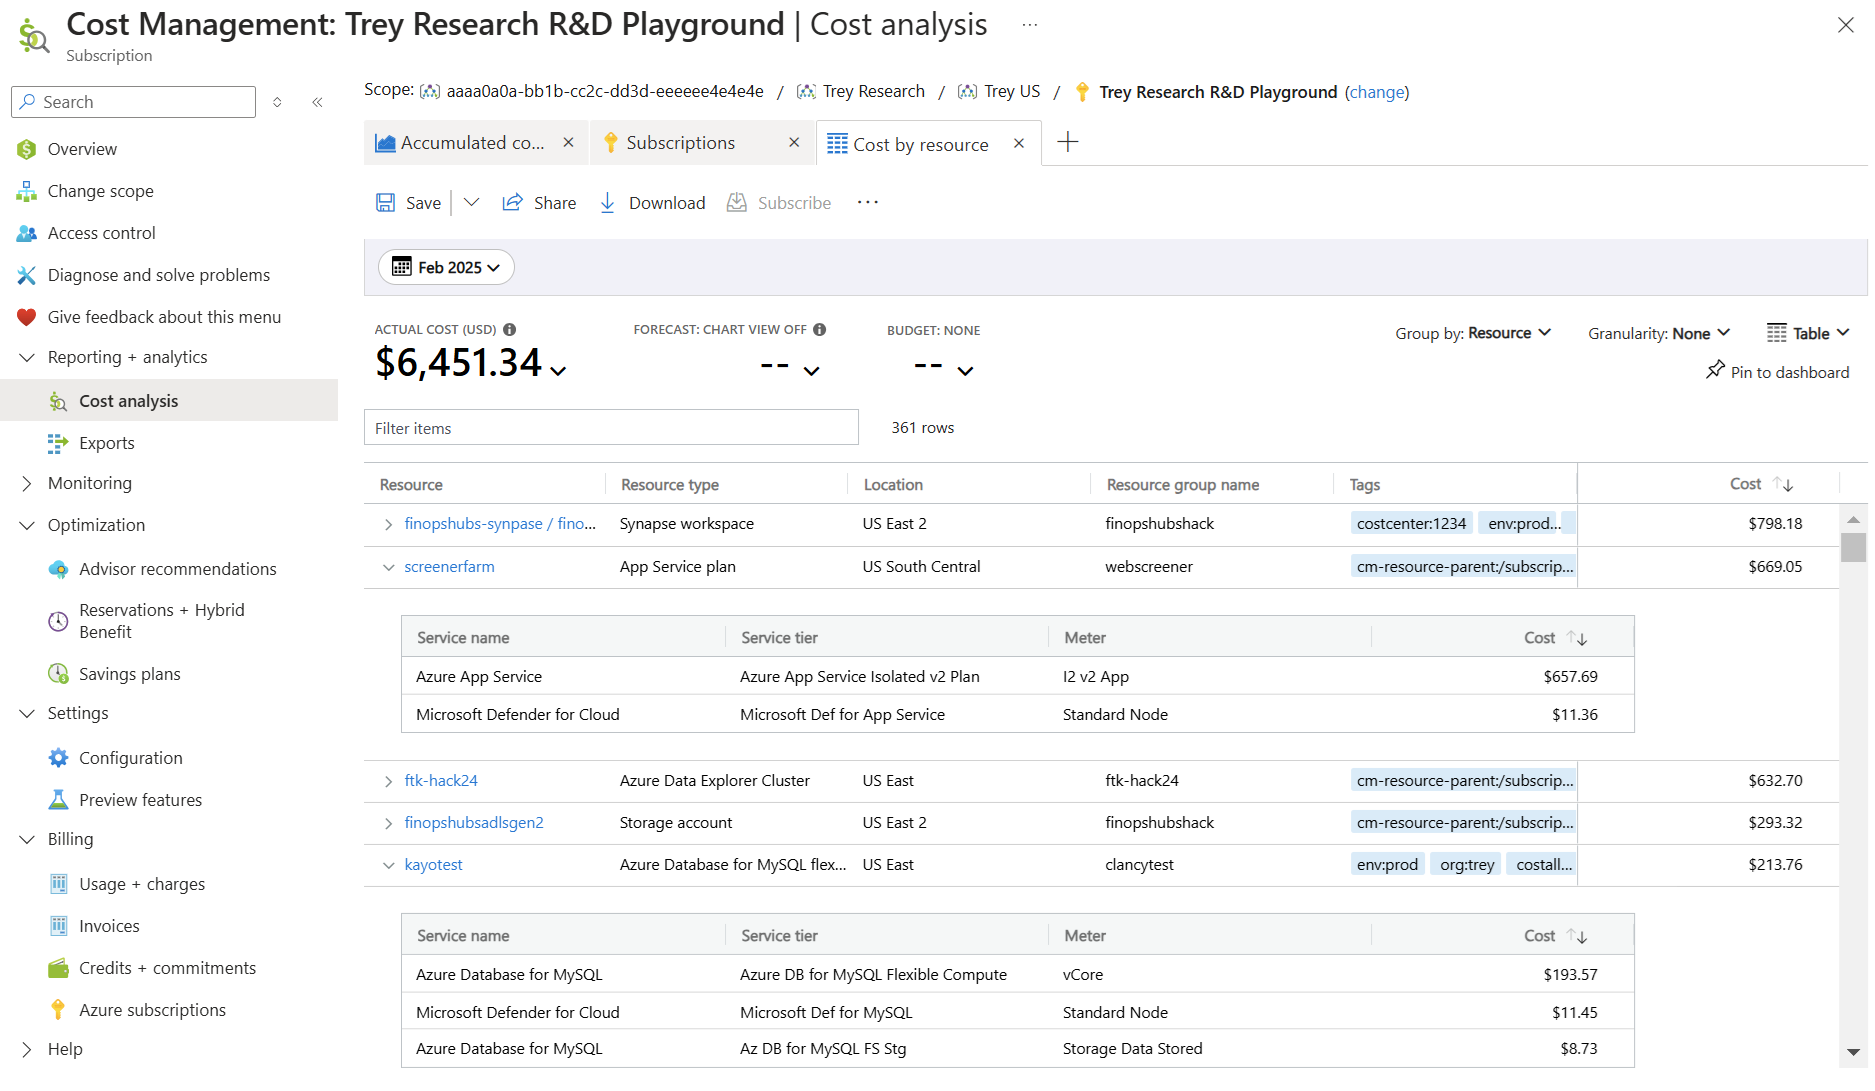 Cost Management: Trey Research R&D Playground | Cost analysis ...
Subscription
Search
Overview
Change scope
Access control
Diagnose and solve problems
Give feedback about this menu
Reporting + analytics
Cost analysis
Exports
Monitoring
Optimization
Advisor recommendations
Reservations + Hybrid
Benefit
Savings plans
Settings
Configuration
Preview features
Billing
Usage + charges
Invoices
Credits + commitments
Azure subscriptions
Help
Scope: aaaa0a0a-bb1b-cc2c-dd3d-eeeeee4e4e4e / Trey Research / Trey US / Trey Research R&D Playground (change)
Accumulated co... Subscriptions Cost by resource
Save Share Download Subscribe ...
Feb 2025
ACTUAL COST (USD) FORECAST: CHART VIEW OFF BUDGET: NONE
$6,451.34 -- --
Group by: Resource Granularity: None Table
Pin to dashboard
Filter items 361 rows
Resource Resource type Location Resource group name Tags Cost
finopshubs-synpase / fino... Synapse workspace US East 2 finopshubshack costcenter:1234 env:prod... $798.18
screenerfarm App Service plan US South Central webscreener cm-resource-parent:/subscrip... $669.05
Service name Service tier Meter Cost
Azure App Service Azure App Service Isolated v2 Plan I2 v2 App $657.69
Microsoft Defender for Cloud Microsoft Def for App Service Standard Node $11.36
ftk-hack24 Azure Data Explorer Cluster US East ftk-hack24 cm-resource-parent:/subscrip... $632.70
finopshubsadlsgen2 Storage account US East 2 finopshubshack cm-resource-parent:/subscrip... $293.32
kayotest Azure Database for MySQL flex... US East clancytest env:prod org:trey costall... $213.76
Service name Service tier Meter Cost
Azure Database for MySQL Azure DB for MySQL Flexible Compute vCore $193.57
Microsoft Defender for Cloud Microsoft Def for MySQL Standard Node $11.45
Azure Database for MySQL Az DB for MySQL FS Stg Storage Data Stored $8.73